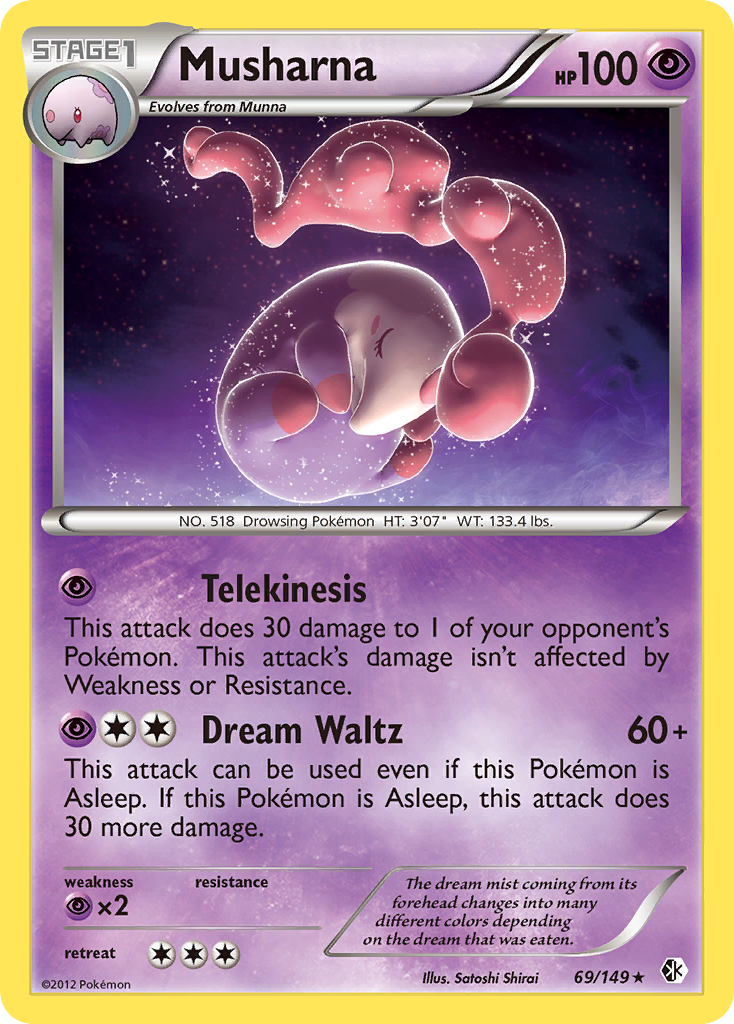 STAGE1
Musharna
HP100
Evolves from Munna
NO. 518  Drowsing Pokémon  HT: 3'07"  WT: 133.4 lbs.
Telekinesis
This attack does 30 damage to 1 of your opponent's
Pokémon. This attack's damage isn't affected by
Weakness or Resistance.
Dream Waltz 60+
This attack can be used even if this Pokémon is
Asleep. If this Pokémon is Asleep, this attack does
30 more damage.
weakness resistance
×2
retreat
The dream mist coming from its
forehead changes into many
different colors depending
on the dream that was eaten.
©2012 Pokémon
Illus. Satoshi Shirai
69/149★